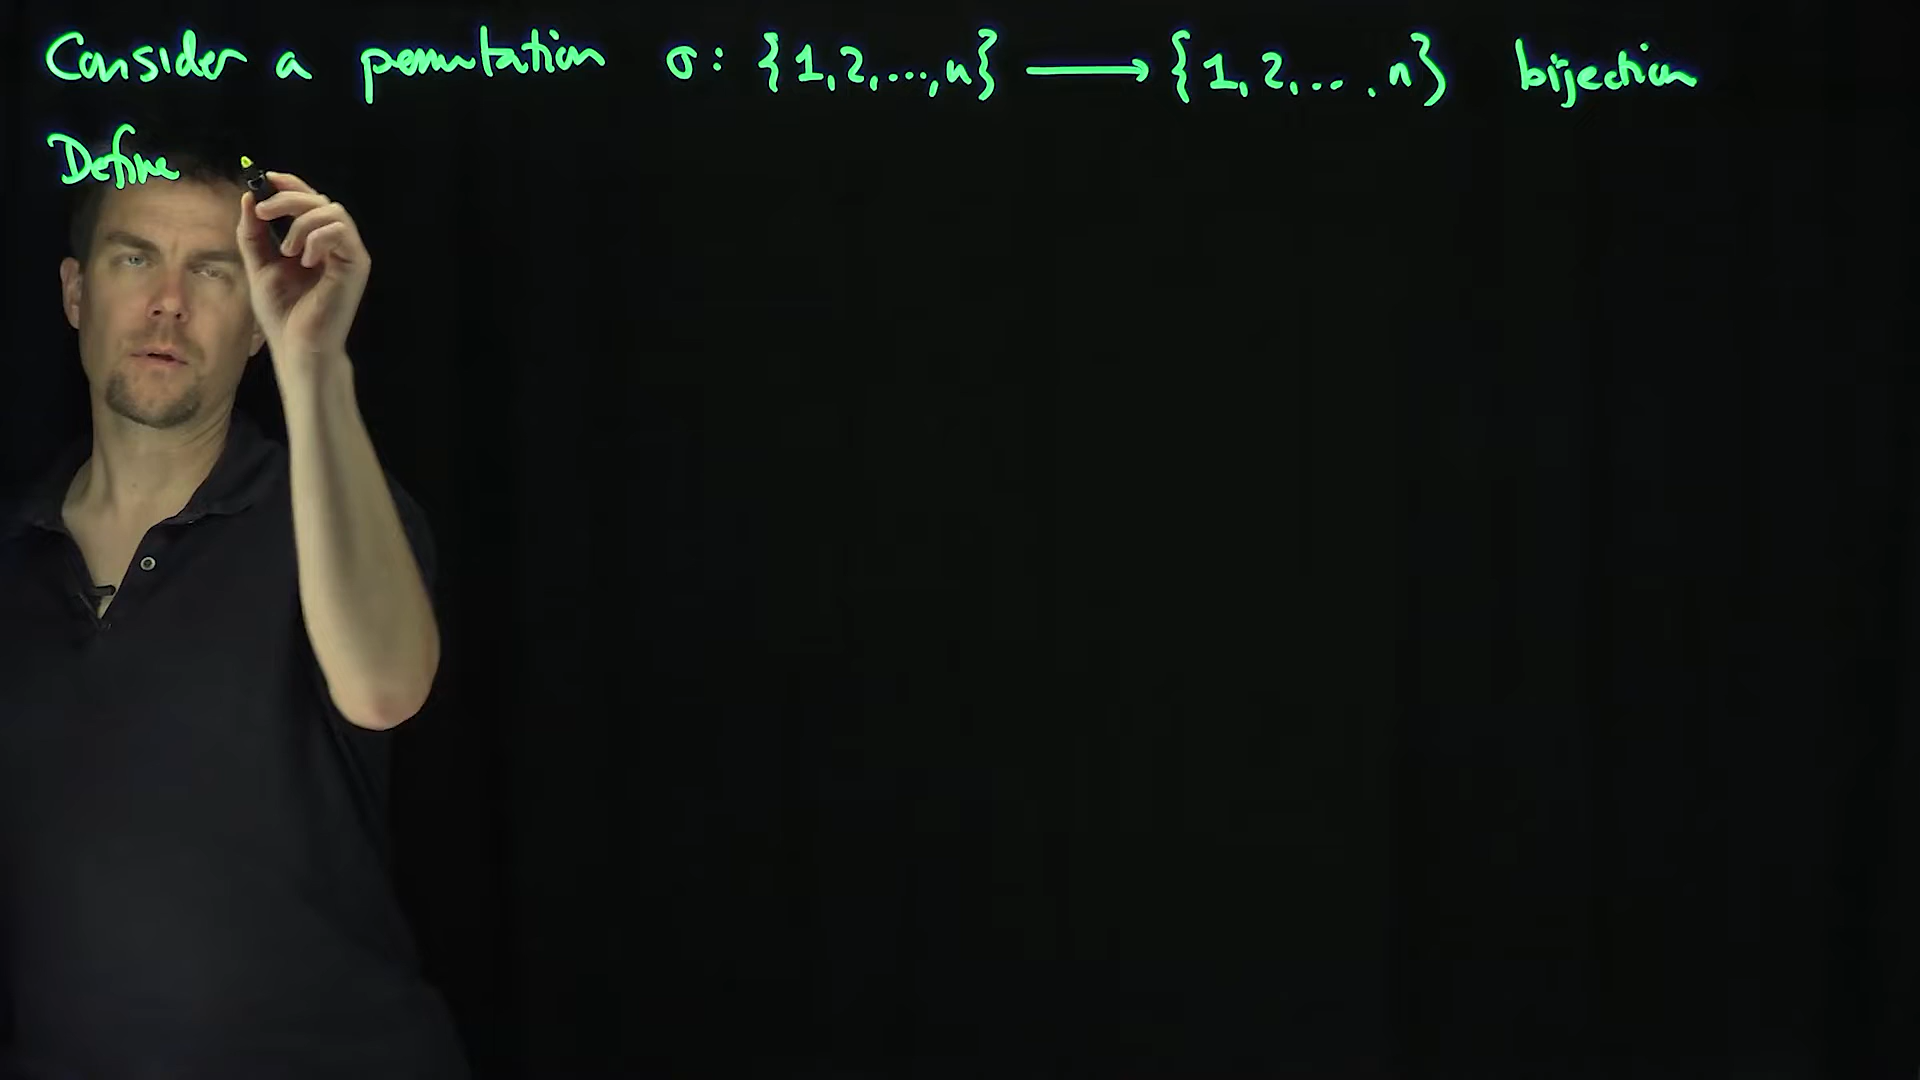 Consider a permutation σ: {1,2,...,n} ⟶ {1,2,...,n} bijection
Define